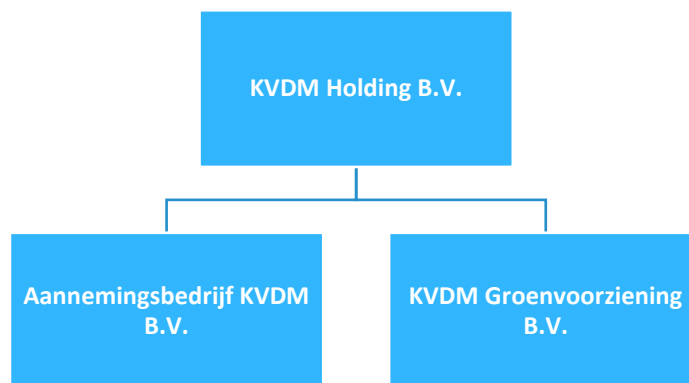 KVDM Holding B.V.
Aannemingsbedrijf KVDM
B.V.
KVDM Groenvoorziening
B.V.